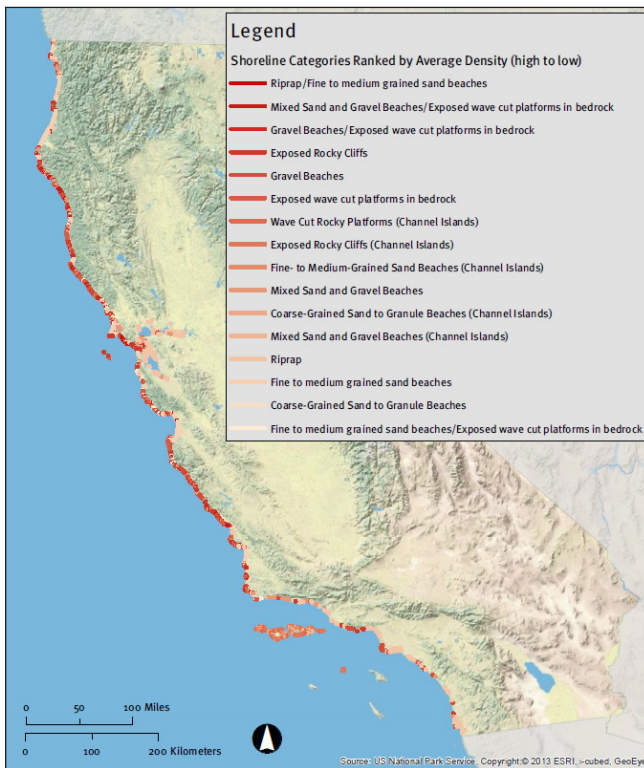 Legend
Shoreline Categories Ranked by Average Density (high to low)
Riprap/Fine to medium grained sand beaches
Mixed Sand and Gravel Beaches/Exposed wave cut platforms in bedrock
Gravel Beaches/Exposed wave cut platforms in bedrock
Exposed Rocky Cliffs
Gravel Beaches
Exposed wave cut platforms in bedrock
Wave Cut Rocky Platforms (Channel Islands)
Exposed Rocky Cliffs (Channel Islands)
Fine- to Medium-Grained Sand Beaches (Channel Islands)
Mixed Sand and Gravel Beaches
Coarse-Grained Sand to Granule Beaches (Channel Islands)
Mixed Sand and Gravel Beaches (Channel Islands)
Riprap
Fine to medium grained sand beaches
Coarse-Grained Sand to Granule Beaches
Fine to medium grained sand beaches/Exposed wave cut platforms in bedrock
0 50 100 Miles
0 100 200 Kilometers
Source: US National Park Service, Copyright:© 2013 ESRI, i-cubed, GeoEye